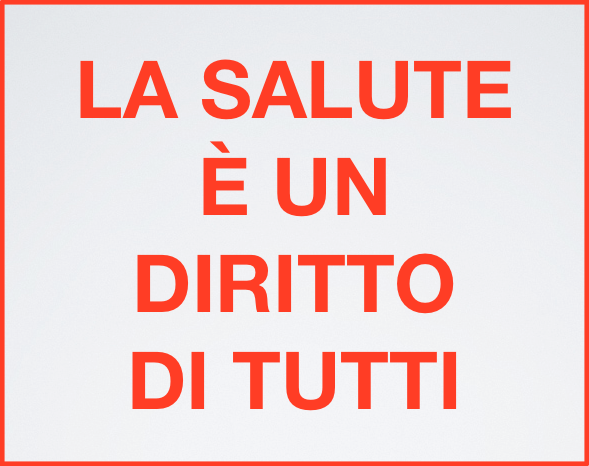 LA SALUTE
È UN
DIRITTO
DI TUTTI